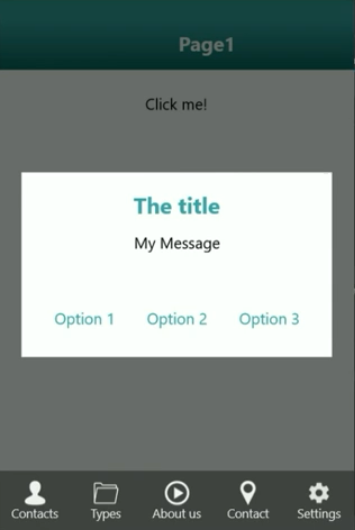 Page1
Click me!
The title
My Message
Option 1 Option 2 Option 3
Contacts Types About us Contact Settings